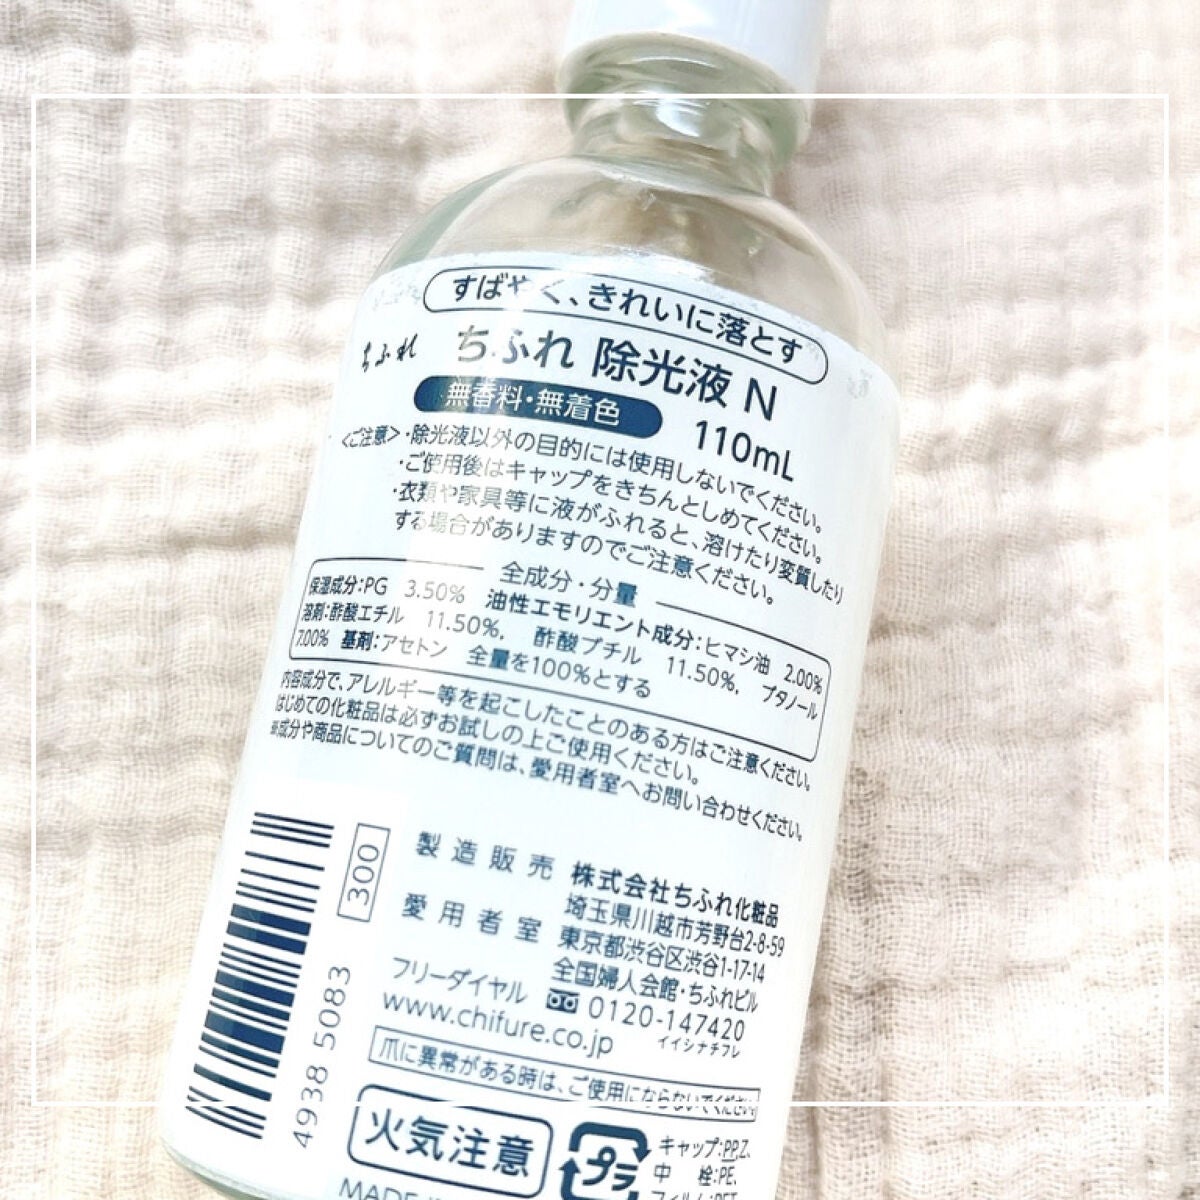 すばやく、きれいに落とす
ちふれ ちふれ 除光液 N
無香料・無着色 110mL
<ご注意>・除光液以外の目的には使用しないでください。
・ご使用後はキャップをきちんとしめてください。
・衣類や家具等に液がふれると、溶けたり変質したり
する場合がありますのでご注意ください。
全成分・分量
保湿成分:PG 3.50% 油性エモリエント成分:ヒマシ油 2.00%
溶剤:酢酸エチル 11.50%, 酢酸ブチル 11.50%, ブタノール
7.00% 基剤:アセトン 全量を100%とする
内容成分で、アレルギー等を起こしたことのある方はご注意ください。
はじめての化粧品は必ずお試しの上ご使用ください。
※成分や商品についてのご質問は、愛用者室へお問い合わせください。
300
製造販売 株式会社ちふれ化粧品
埼玉県川越市芳野台2-8-59
愛用者室 東京都渋谷区渋谷1-17-14
全国婦人会館・ちふれビル
フリーダイヤル 0120-147420
イイシナチフレ
www.chifure.co.jp
爪に異常がある時は、ご使用にならないでください
4938 5083
火気注意
プラ
キャップ:PP,Z、
中 栓:PE、
フィルム:PET
MADE